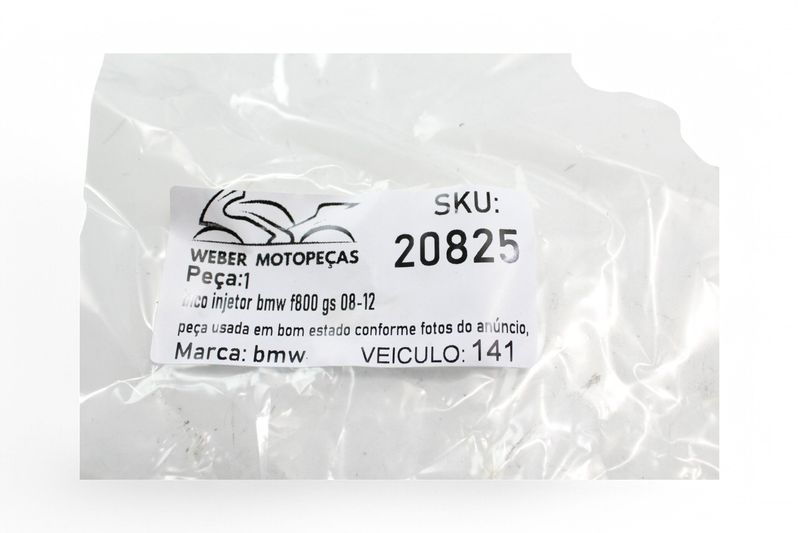 WEBER MOTOPEÇAS
SKU:
20825
Peça:1
bico injetor bmw f800 gs 08-12
peça usada em bom estado conforme fotos do anúncio,
Marca: bmw
VEICULO: 141